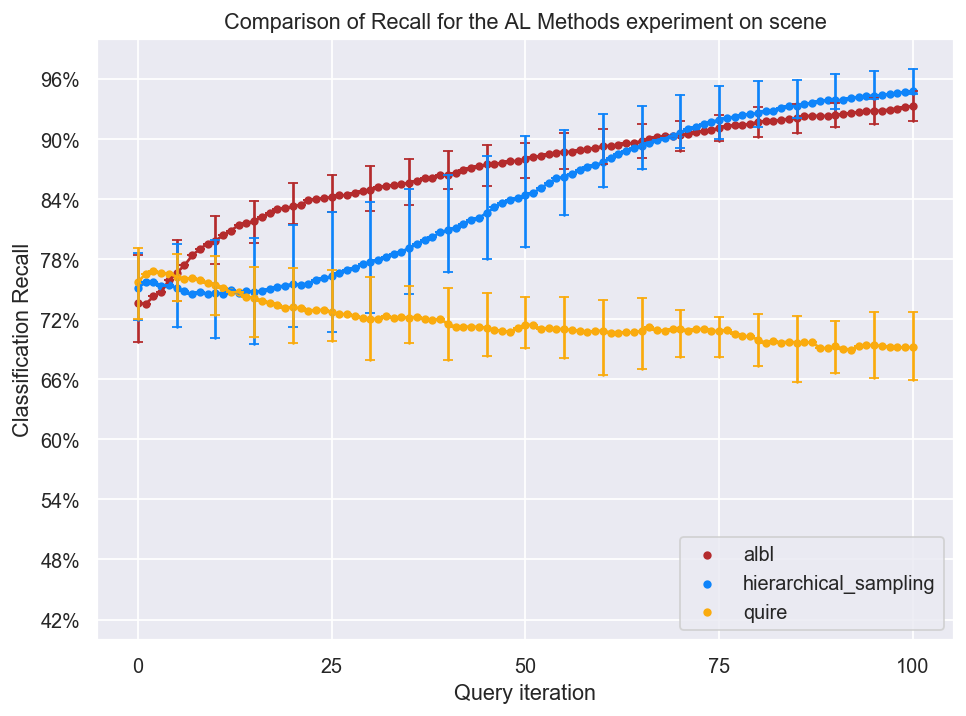 Comparison of Recall for the AL Methods experiment on scene
Classification Recall
96%
90%
84%
78%
72%
66%
60%
54%
48%
42%
albl
hierarchical_sampling
quire
0 25 50 75 100
Query iteration